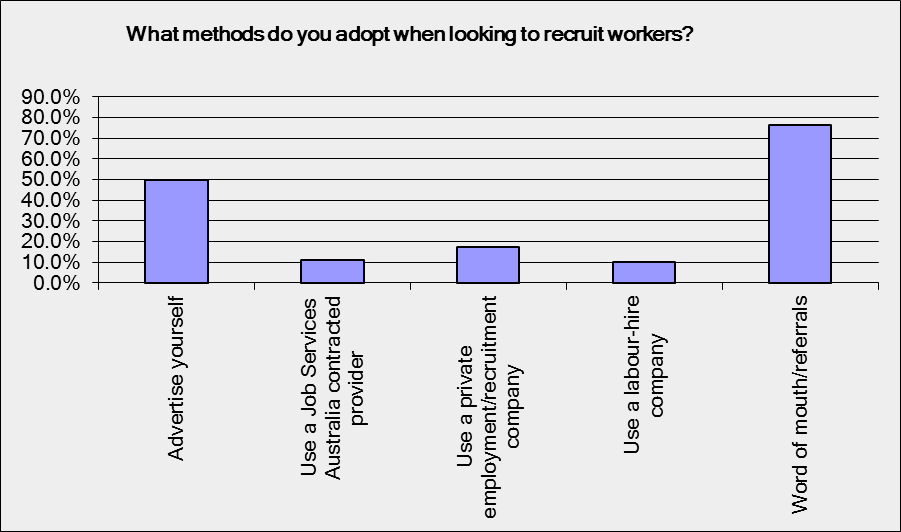 What methods do you adopt when looking to recruit workers?
90.0%
80.0%
70.0%
60.0%
50.0%
40.0%
30.0%
20.0%
10.0%
0.0%
Advertise yourself
Use a Job Services
Australia contracted
provider
Use a private
employment/recruitment
company
Use a labour-hire
company
Word of mouth/referrals